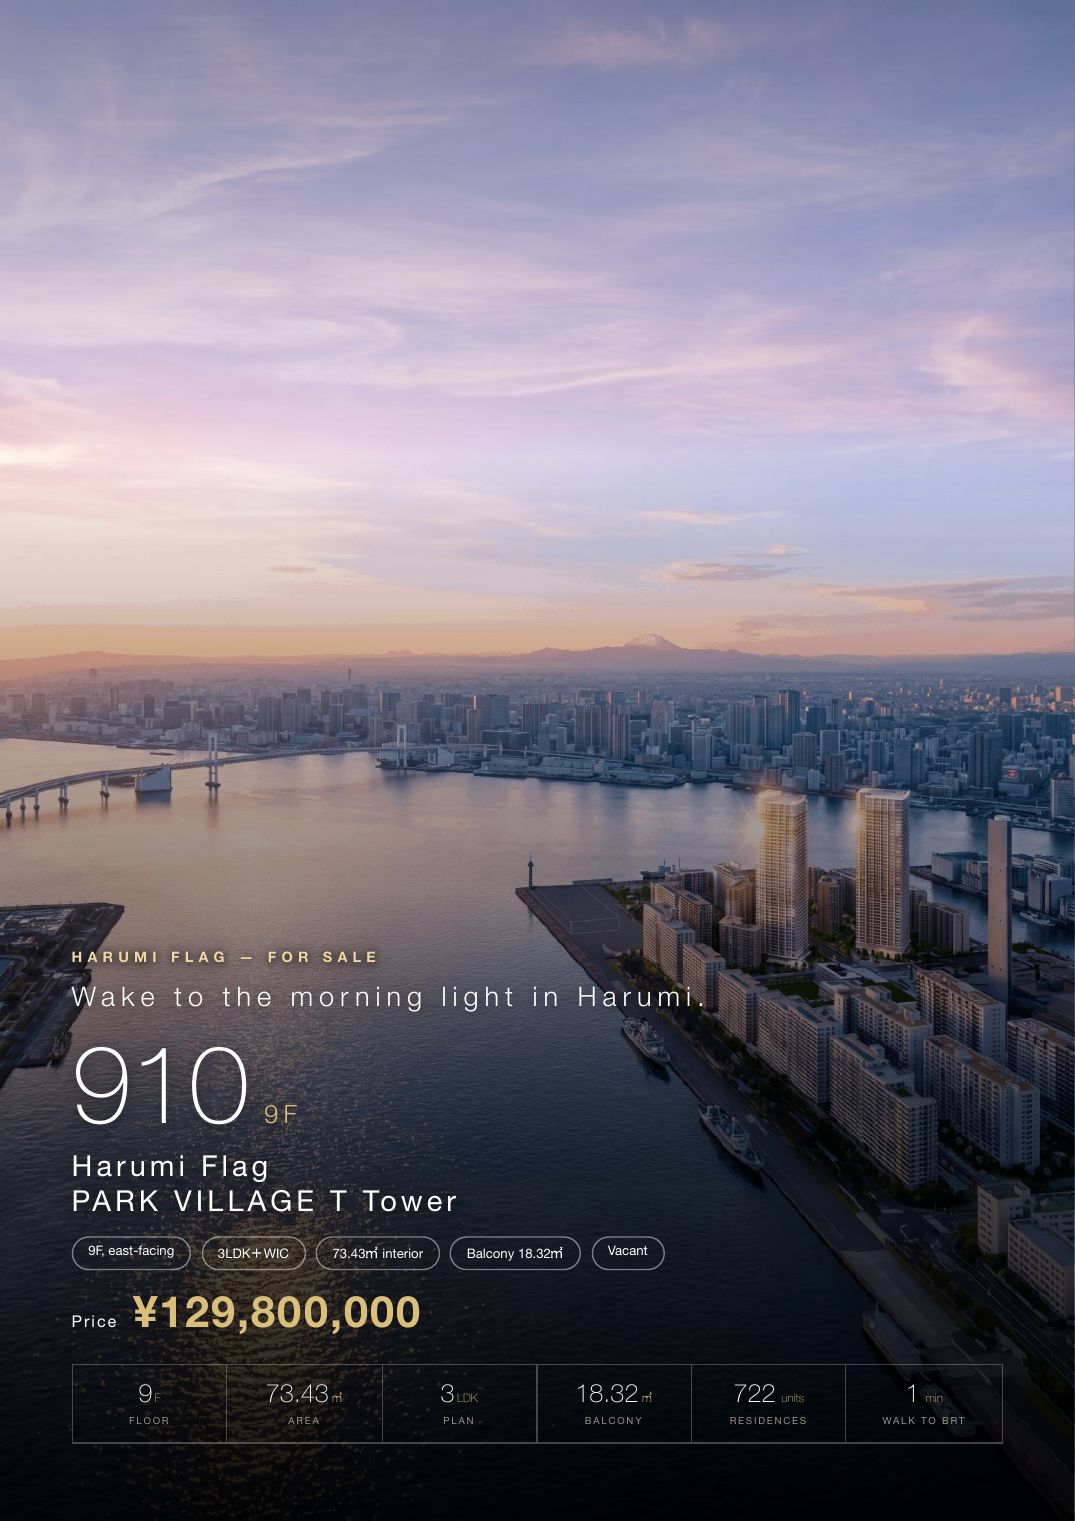 HARUMI FLAG — FOR SALE
Wake to the morning light in Harumi.
910 9F
Harumi Flag
PARK VILLAGE T Tower
9F, east-facing 3LDK+WIC 73.43㎡ interior Balcony 18.32㎡ Vacant
Price ¥129,800,000
9F 73.43㎡ 3LDK 18.32㎡ 722 units 1 min
FLOOR AREA PLAN BALCONY RESIDENCES WALK TO BRT